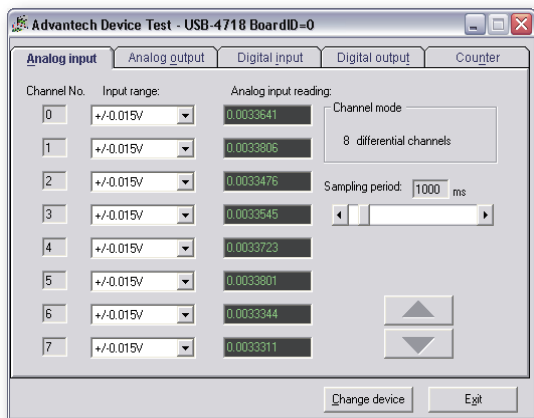 Advantech Device Test - USB-4718 BoardID=0
Analog input Analog output Digital input Digital output Counter
Channel No. Input range: Analog input reading:
Channel mode
8 differential channels
Sampling period: 1000 ms
0 +/-0.015V 0.0033641
1 +/-0.015V 0.0033806
2 +/-0.015V 0.0033476
3 +/-0.015V 0.0033545
4 +/-0.015V 0.0033723
5 +/-0.015V 0.0033801
6 +/-0.015V 0.0033344
7 +/-0.015V 0.0033311
Change device Exit